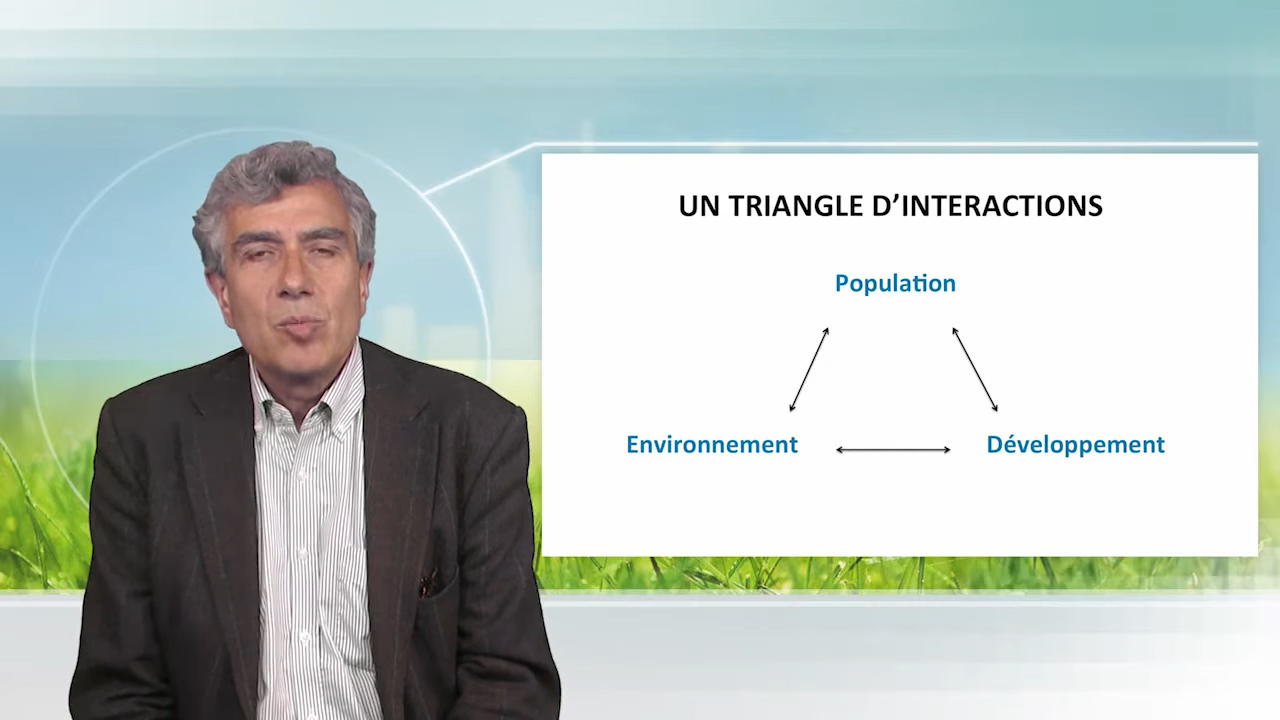 UN TRIANGLE D’INTERACTIONS
Population
Environnement
Développement